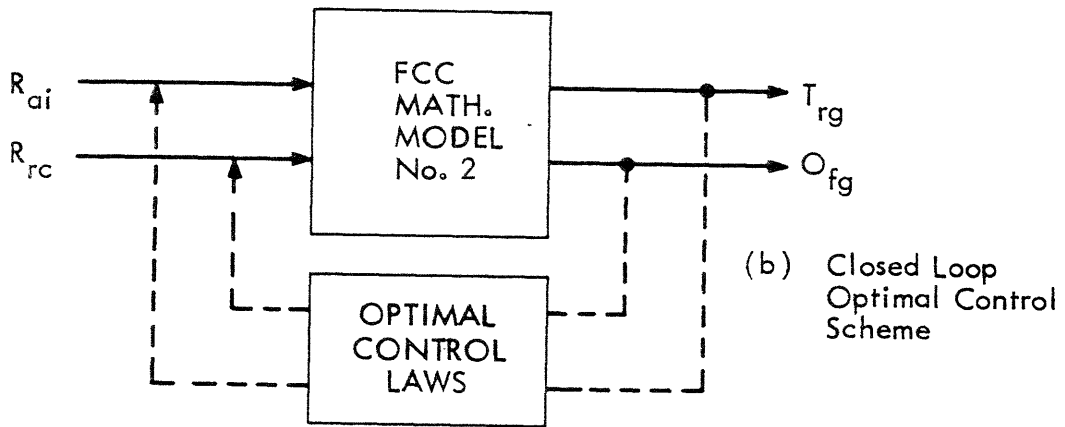 R_ai
R_rc
FCC
MATH.
MODEL
No. 2
T_rg
O_fg
OPTIMAL
CONTROL
LAWS
(b) Closed Loop
Optimal Control
Scheme